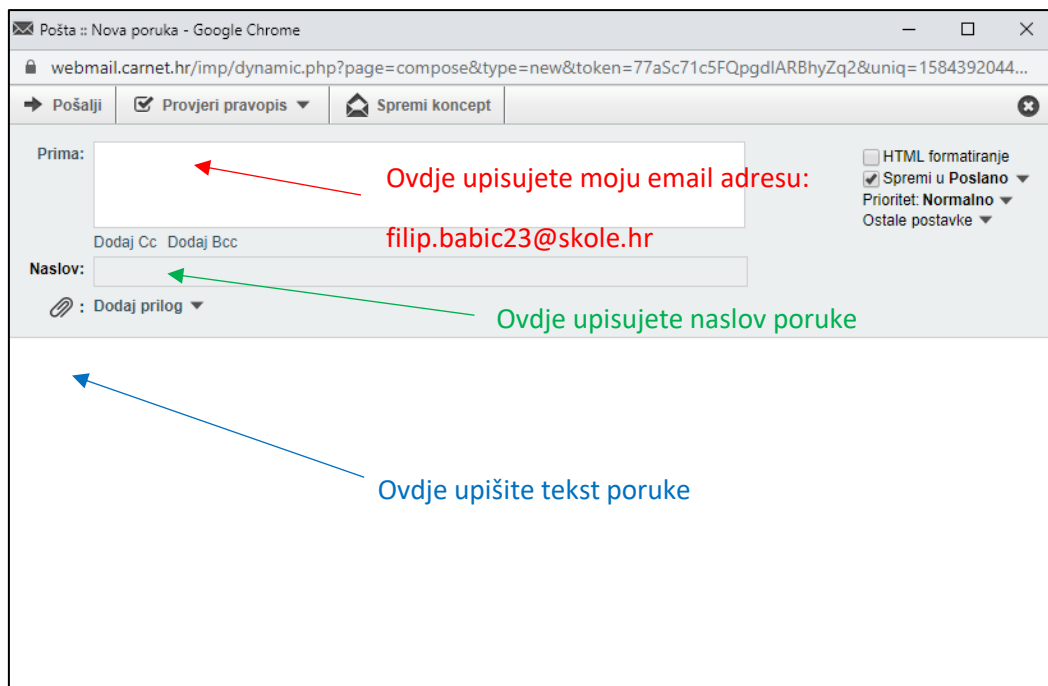 Pošta :: Nova poruka - Google Chrome
webmail.carnet.hr/imp/dynamic.php?page=compose&type=new&token=77aSc71c5FQpgdIARBhyZq2&uniq=1584392044...
Pošalji Provjeri pravopis Spremi koncept
Prima:
HTML formatiranje
Spremi u Poslano
Prioritet: Normalno
Ostale postavke
Ovdje upisujete moju email adresu:
filip.babic23@skole.hr
Dodaj Cc Dodaj Bcc
Naslov:
: Dodaj prilog
Ovdje upisujete naslov poruke
Ovdje upišite tekst poruke